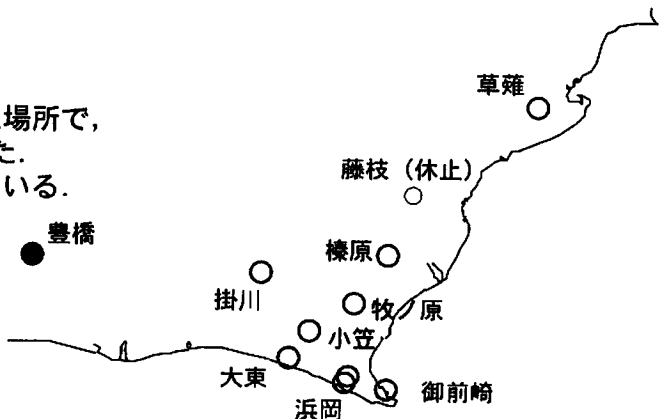 場所で，
た．
いる．
草薙
藤枝（休止）
豊橋
榛原
掛川
牧ノ原
小笠
大東
御前崎
浜岡